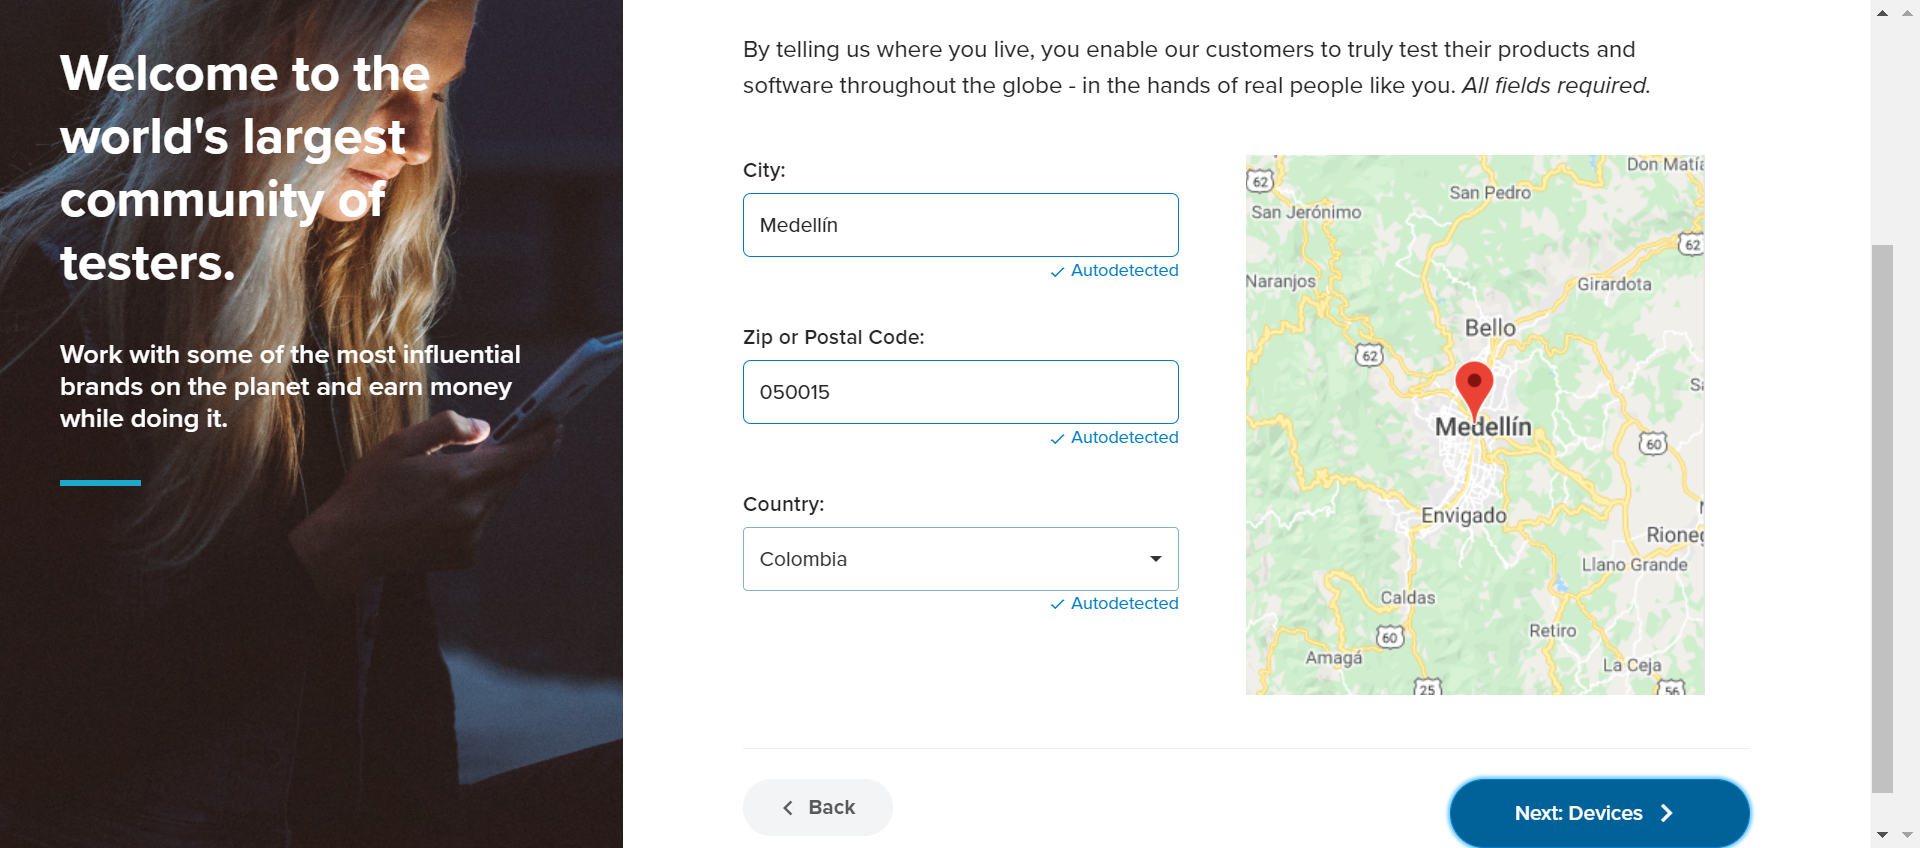 Welcome to the
world's largest
community of
testers.
Work with some of the most influential
brands on the planet and earn money
while doing it.
By telling us where you live, you enable our customers to truly test their products and
software throughout the globe - in the hands of real people like you. All fields required.
City:
Medellín
Autodetected
Zip or Postal Code:
050015
Autodetected
Country:
Colombia
Autodetected
Don Matía
62
San Pedro
San Jerónimo
62
Naranjos
Girardota
Bello
62
Medellín
60
Envigado
Rioneg
Llano Grande
Caldas
60
Retiro
Amagá
La Ceja
25
56
Back
Next: Devices